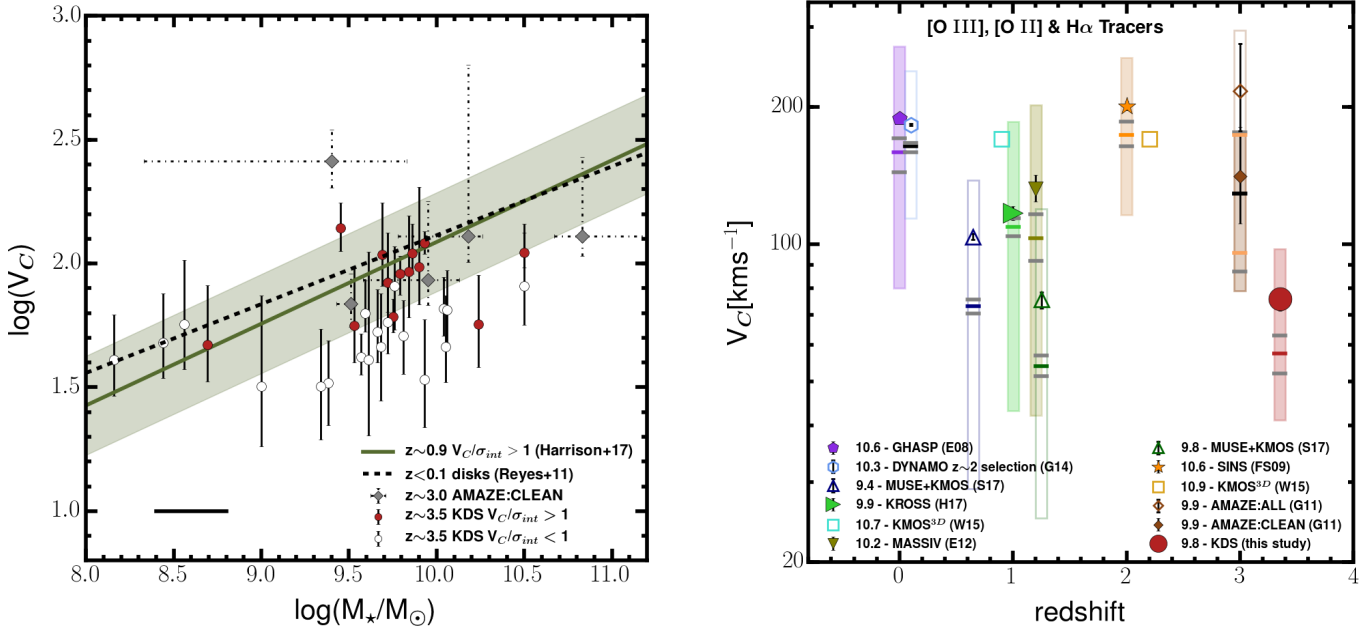 3.0
2.5
2.0
1.5
1.0
log(V_C)
z~0.9 V_C/σ_int > 1 (Harrison+17)
z<0.1 disks (Reyes+11)
z~3.0 AMAZE:CLEAN
z~3.5 KDS V_C/σ_int > 1
z~3.5 KDS V_C/σ_int < 1
8.0 8.5 9.0 9.5 10.0 10.5 11.0
log(M⋆/M⊙)
[O III], [O II] & Hα Tracers
200
100
20
V_C[kms⁻¹]
10.6 - GHASP (E08)
10.3 - DYNAMO z~2 selection (G14)
9.4 - MUSE+KMOS (S17)
9.9 - KROSS (H17)
10.7 - KMOS³ᴰ (W15)
10.2 - MASSIV (E12)
9.8 - MUSE+KMOS (S17)
10.6 - SINS (FS09)
10.9 - KMOS³ᴰ (W15)
9.9 - AMAZE:ALL (G11)
9.9 - AMAZE:CLEAN (G11)
9.8 - KDS (this study)
0 1 2 3 4
redshift